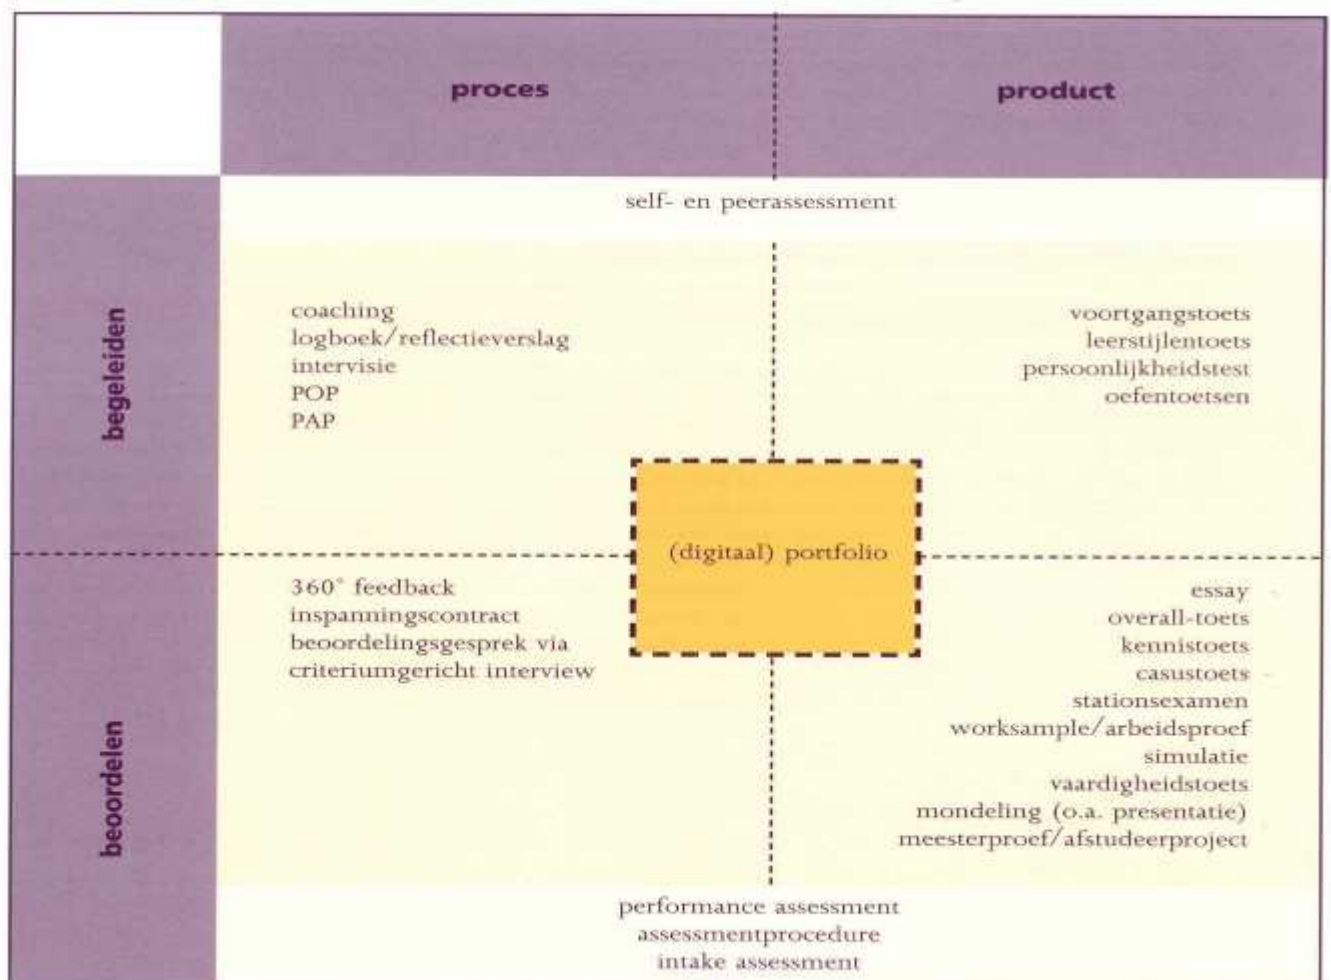 proces
product
self- en peerassessment
begeleiden
coaching
logboek/reflectieverslag
intervisie
POP
PAP
voortgangstoets
leerstijlentoets
persoonlijkheidstest
oefentoetsen
(digitaal) portfolio
beoordelen
360° feedback
inspanningscontract
beoordelingsgesprek via
criteriumgericht interview
essay
overall-toets
kennistoets
casustoets
stationsexamen
worksample/arbeidsproef
simulatie
vaardigheidstoets
mondeling (o.a. presentatie)
meesterproef/afstudeerproject
performance assessment
assessmentprocedure
intake assessment